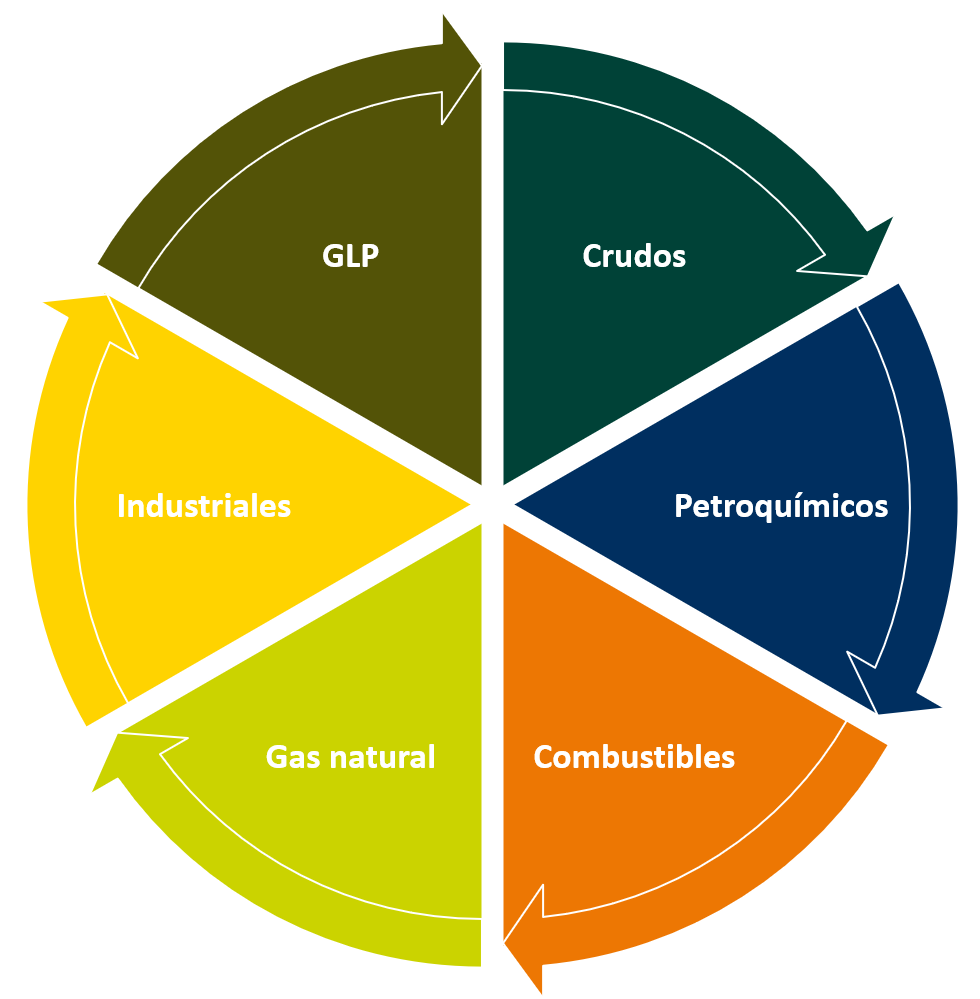 GLP
Crudos
Industriales
Petroquímicos
Gas natural
Combustibles